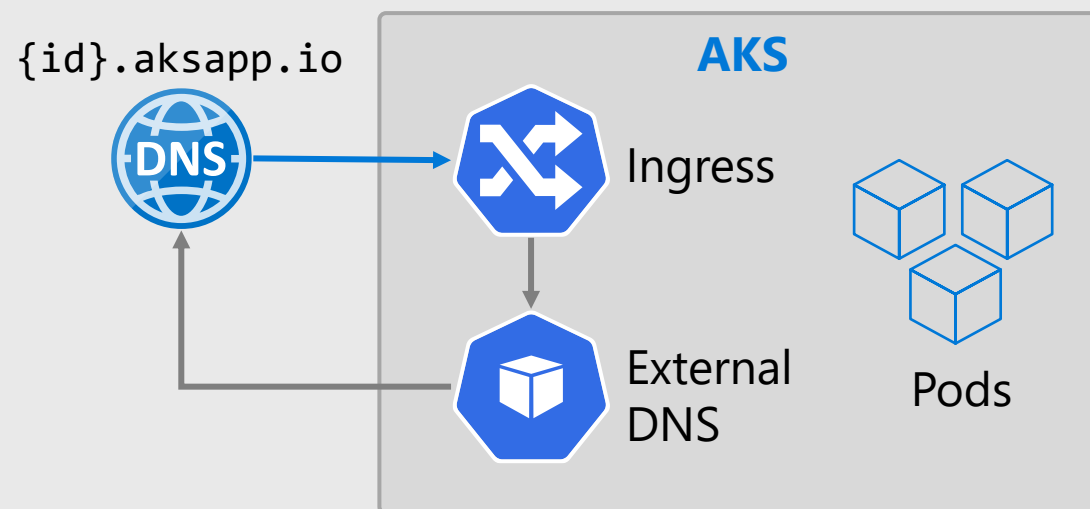 {id}.aksapp.io
AKS
DNS
Ingress
External
DNS
Pods